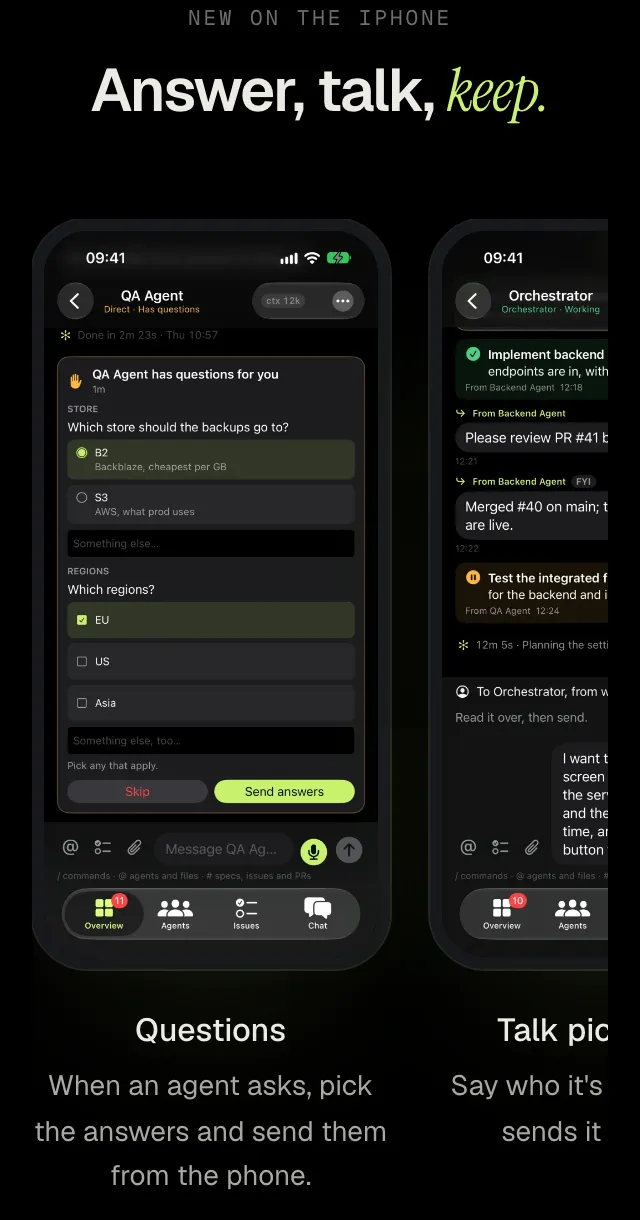 NEW ON THE IPHONE
Answer, talk, keep.
09:41
QA Agent
Direct · Has questions
ctx 12k
Done in 2m 23s · Thu 10:57
QA Agent has questions for you
1m
STORE
Which store should the backups go to?
B2
Backblaze, cheapest per GB
S3
AWS, what prod uses
Something else...
REGIONS
Which regions?
EU
US
Asia
Something else, too...
Pick any that apply.
Skip
Send answers
@
Message QA Ag...
/ commands · @ agents and files · # specs, issues and PRs
11
Overview
Agents
Issues
Chat
Questions
When an agent asks, pick
the answers and send them
from the phone.
09:41
Orchestrator
Orchestrator · Working
Implement backend
endpoints are in, with
From Backend Agent 12:18
From Backend Agent
Please review PR #41 b
12:21
From Backend Agent FYI
Merged #40 on main; t
are live.
12:22
Test the integrated f
for the backend and i
From QA Agent 12:24
12m 5s · Planning the setti
To Orchestrator, from w
Read it over, then send.
I want t
screen
the ser
and the
time, ar
button
@
/ commands · @ agents and files · #
10
Overview
Agents
Talk pic
Say who it's
sends it